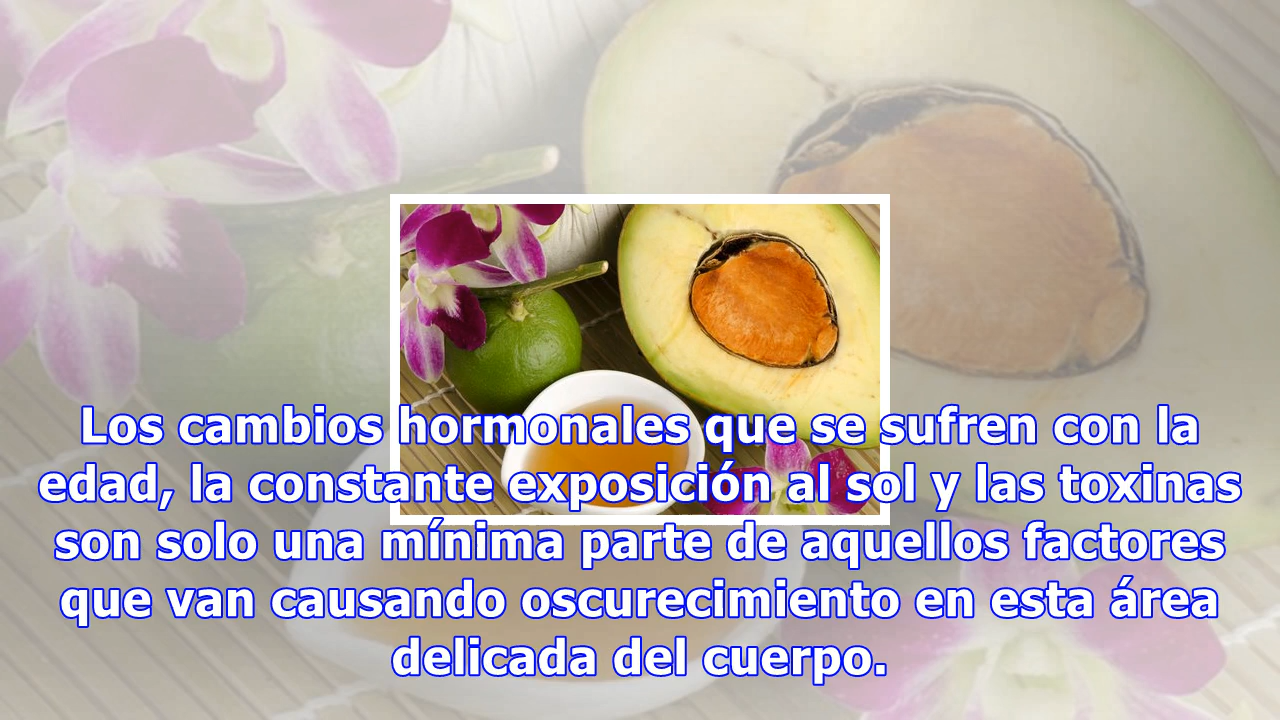 Los cambios hormonales que se sufren con la
edad, la constante exposición al sol y las toxinas
son solo una mínima parte de aquellos factores
que van causando oscurecimiento en esta área
delicada del cuerpo.